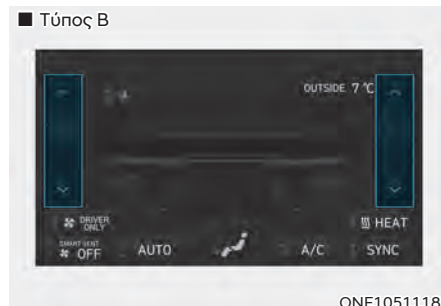 ■ Τύπος B
OUTSIDE 7 ℃
DRIVER ONLY
HEAT
SMART VENT OFF
AUTO
A/C
SYNC
ONE1051118